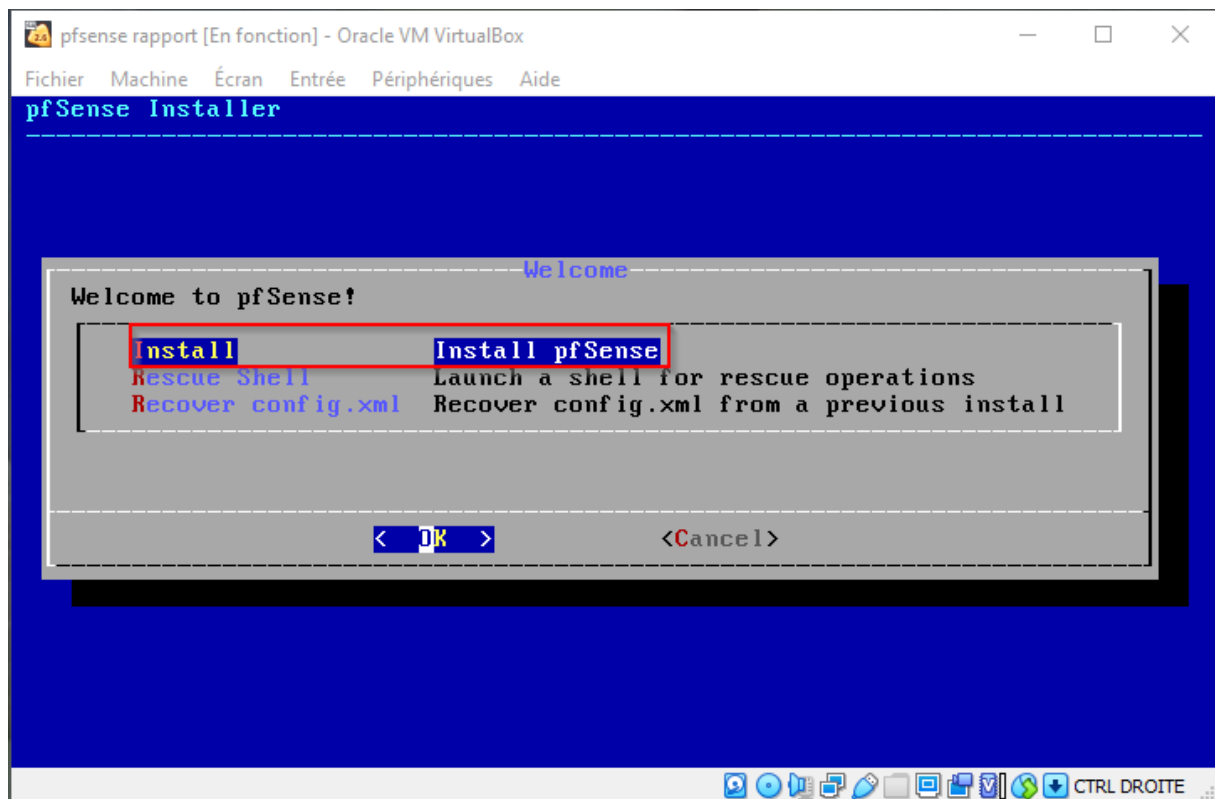 pfsense rapport [En fonction] - Oracle VM VirtualBox
Fichier Machine Écran Entrée Périphériques Aide
pfSense Installer
Welcome
Welcome to pfSense!
Install Install pfSense
Rescue Shell Launch a shell for rescue operations
Recover config.xml Recover config.xml from a previous install
< OK > <Cancel>
CTRL DROITE